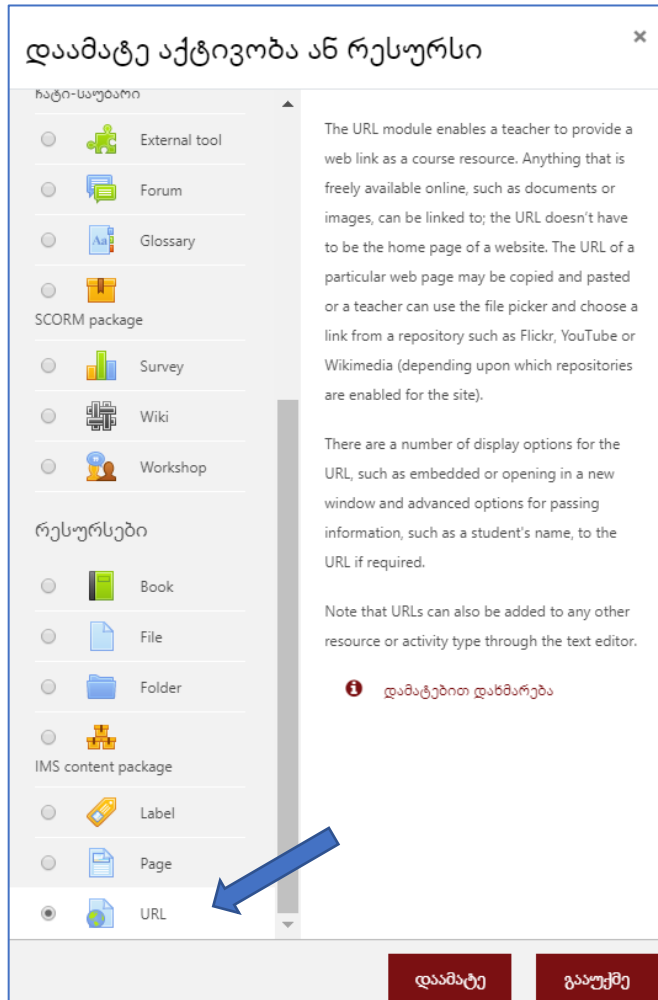 დაამატე აქტივობა ან რესურსი
×
ჩატი-საუბარი
External tool
Forum
Glossary
SCORM package
Survey
Wiki
Workshop
რესურსები
Book
File
Folder
IMS content package
Label
Page
URL
The URL module enables a teacher to provide a
web link as a course resource. Anything that is
freely available online, such as documents or
images, can be linked to; the URL doesn't have
to be the home page of a website. The URL of a
particular web page may be copied and pasted
or a teacher can use the file picker and choose a
link from a repository such as Flickr, YouTube or
Wikimedia (depending upon which repositories
are enabled for the site).
There are a number of display options for the
URL, such as embedded or opening in a new
window and advanced options for passing
information, such as a student's name, to the
URL if required.
Note that URLs can also be added to any other
resource or activity type through the text editor.
დამატებით დახმარება
დაამატე
გააუქმე